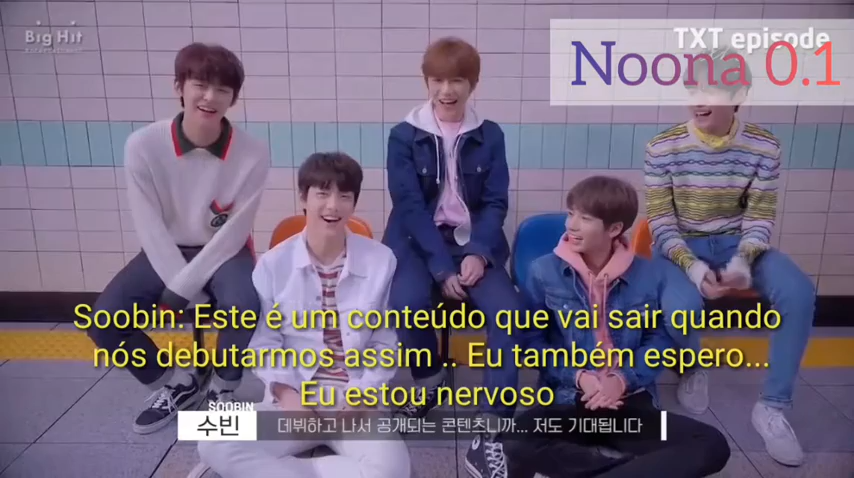 Big Hit
ENTERTAINMENT
TXT episode
Noona 0.1
Soobin: Este é um conteúdo que vai sair quando
nós debutarmos assim .. Eu também espero...
Eu estou nervoso
SOOBIN
수빈
데뷔하고 나서 공개되는 콘텐츠니까... 저도 기대됩니다